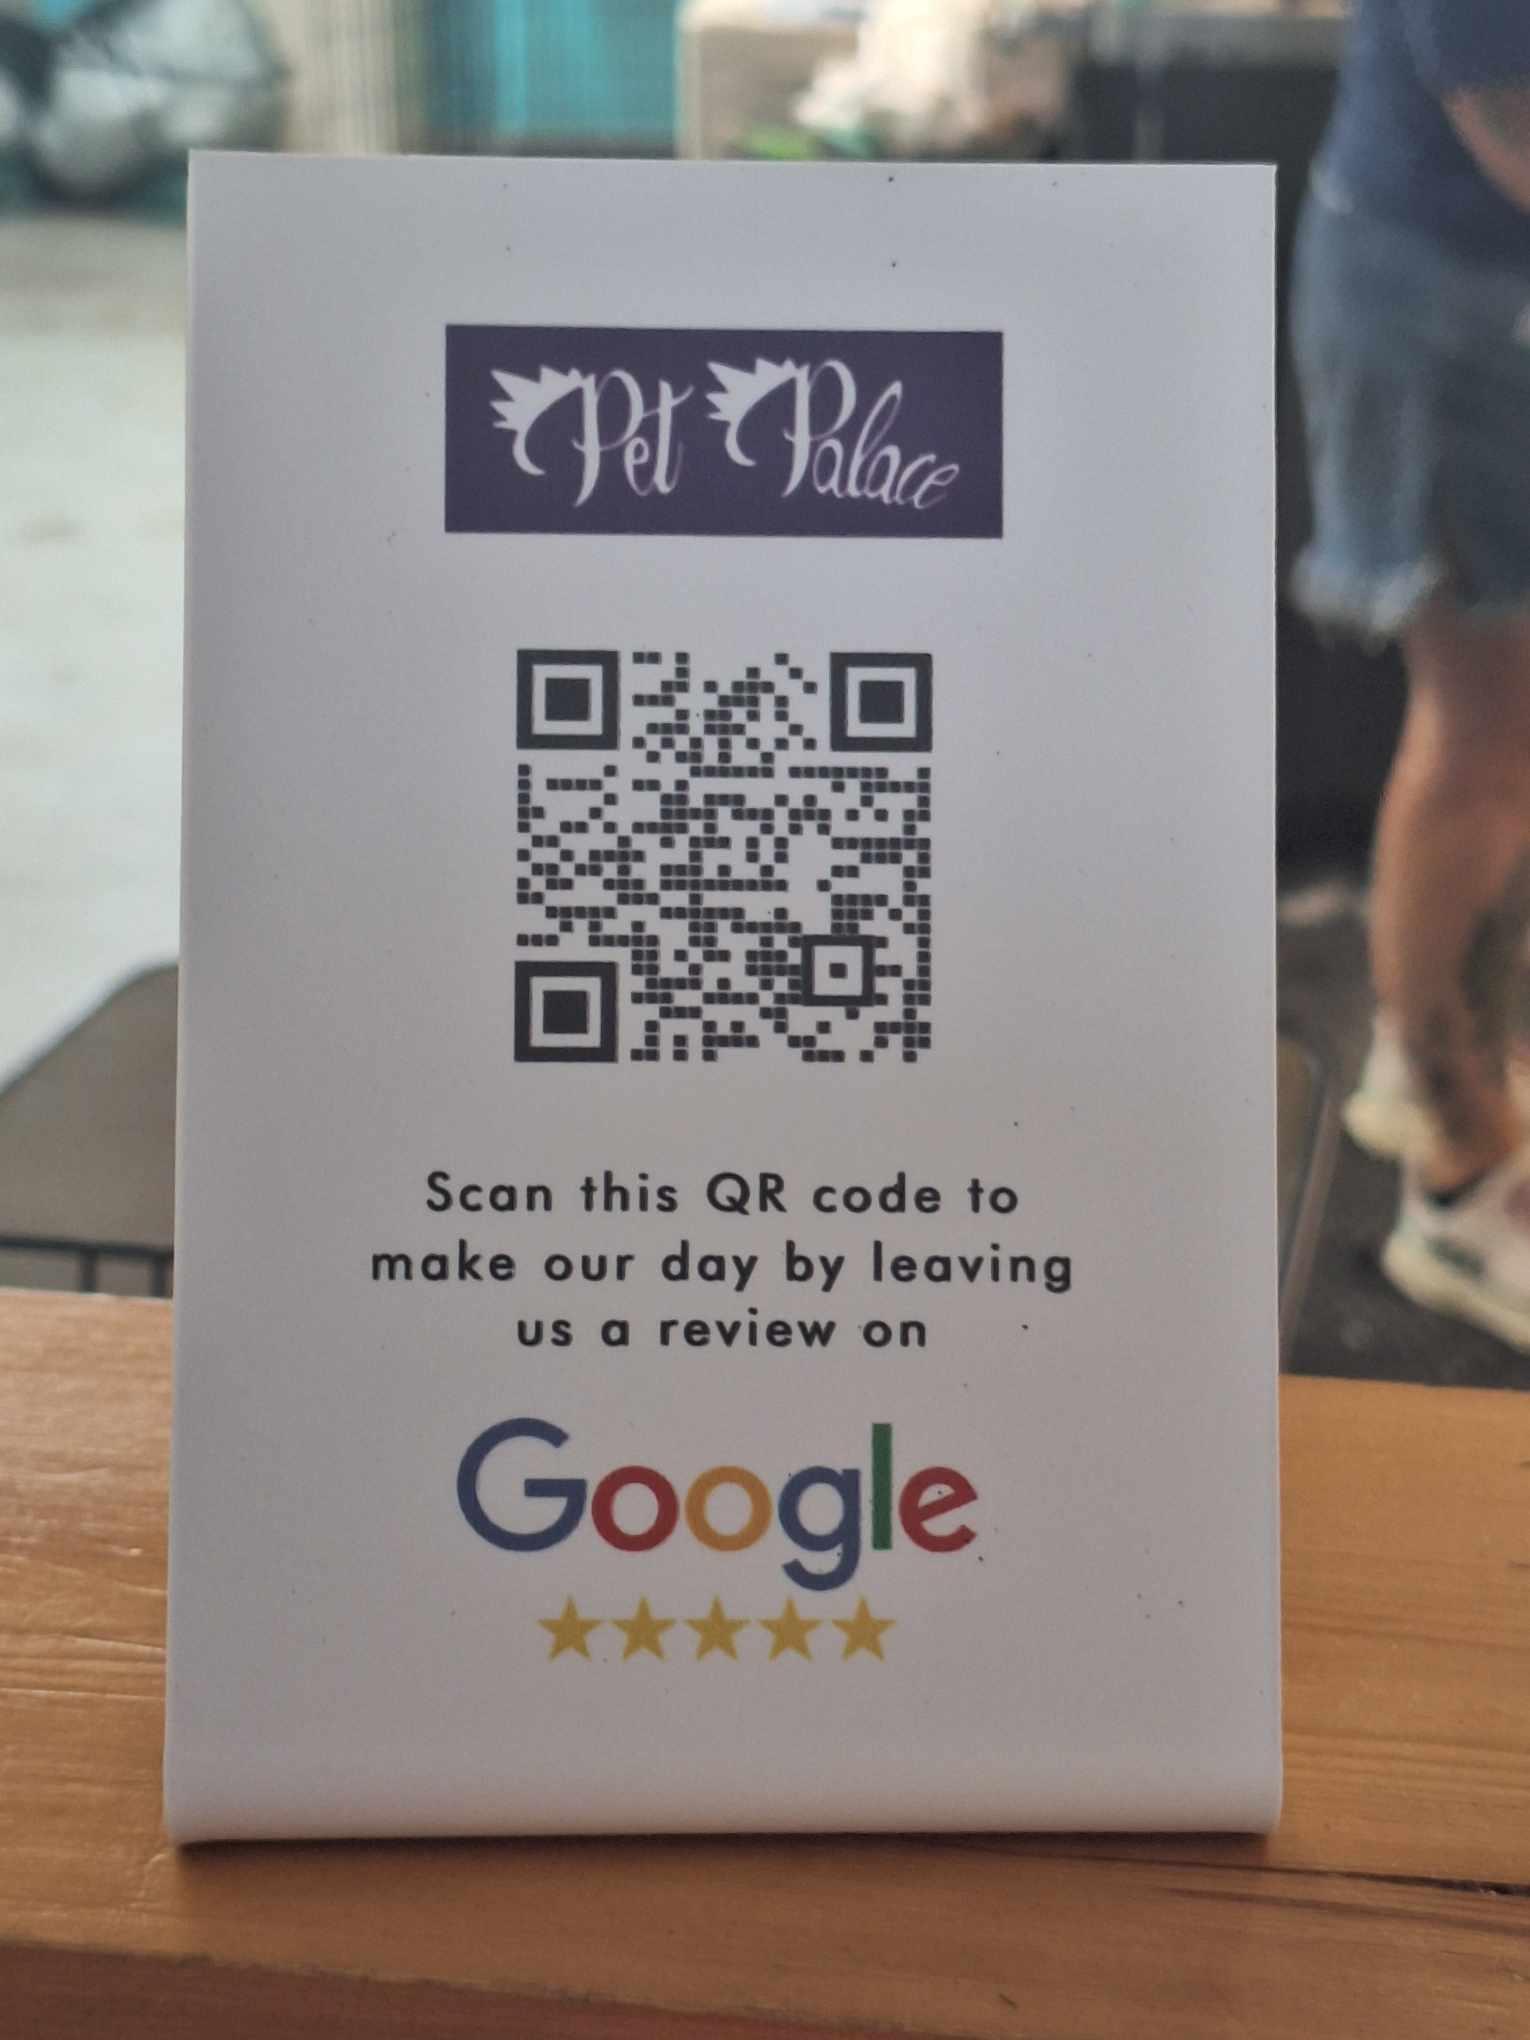 Pet Palace
Scan this QR code to
make our day by leaving
us a review on
Google